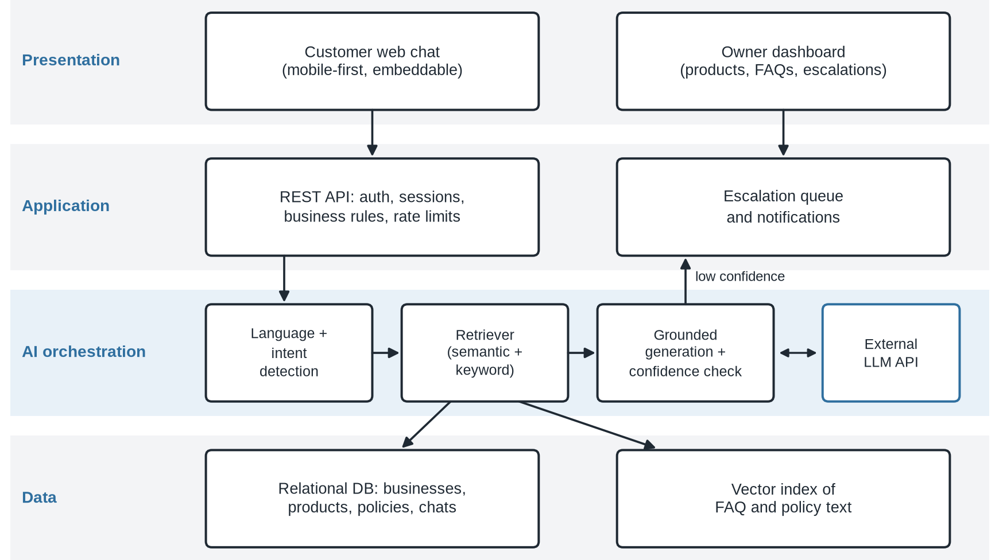 Presentation
Customer web chat
(mobile-first, embeddable)
Owner dashboard
(products, FAQs, escalations)
Application
REST API: auth, sessions,
business rules, rate limits
Escalation queue
and notifications
low confidence
AI orchestration
Language +
intent
detection
Retriever
(semantic +
keyword)
Grounded
generation +
confidence check
External
LLM API
Data
Relational DB: businesses,
products, policies, chats
Vector index of
FAQ and policy text